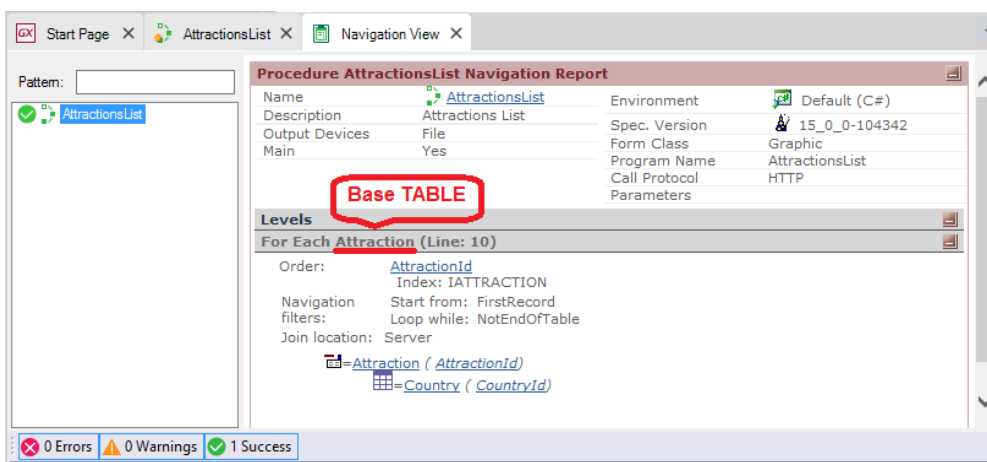 Start Page
AttractionsList
Navigation View
Pattern:
AttractionsList
Procedure AttractionsList Navigation Report
Name AttractionsList
Description Attractions List
Output Devices File
Main Yes
Environment Default (C#)
Spec. Version 15_0_0-104342
Form Class Graphic
Program Name AttractionsList
Call Protocol HTTP
Parameters
Base TABLE
Levels
For Each Attraction (Line: 10)
Order: AttractionId
Index: IATTRACTION
Navigation filters: Start from: FirstRecord
Loop while: NotEndOfTable
Join location: Server
=Attraction ( AttractionId)
=Country ( CountryId)
0 Errors 0 Warnings 1 Success